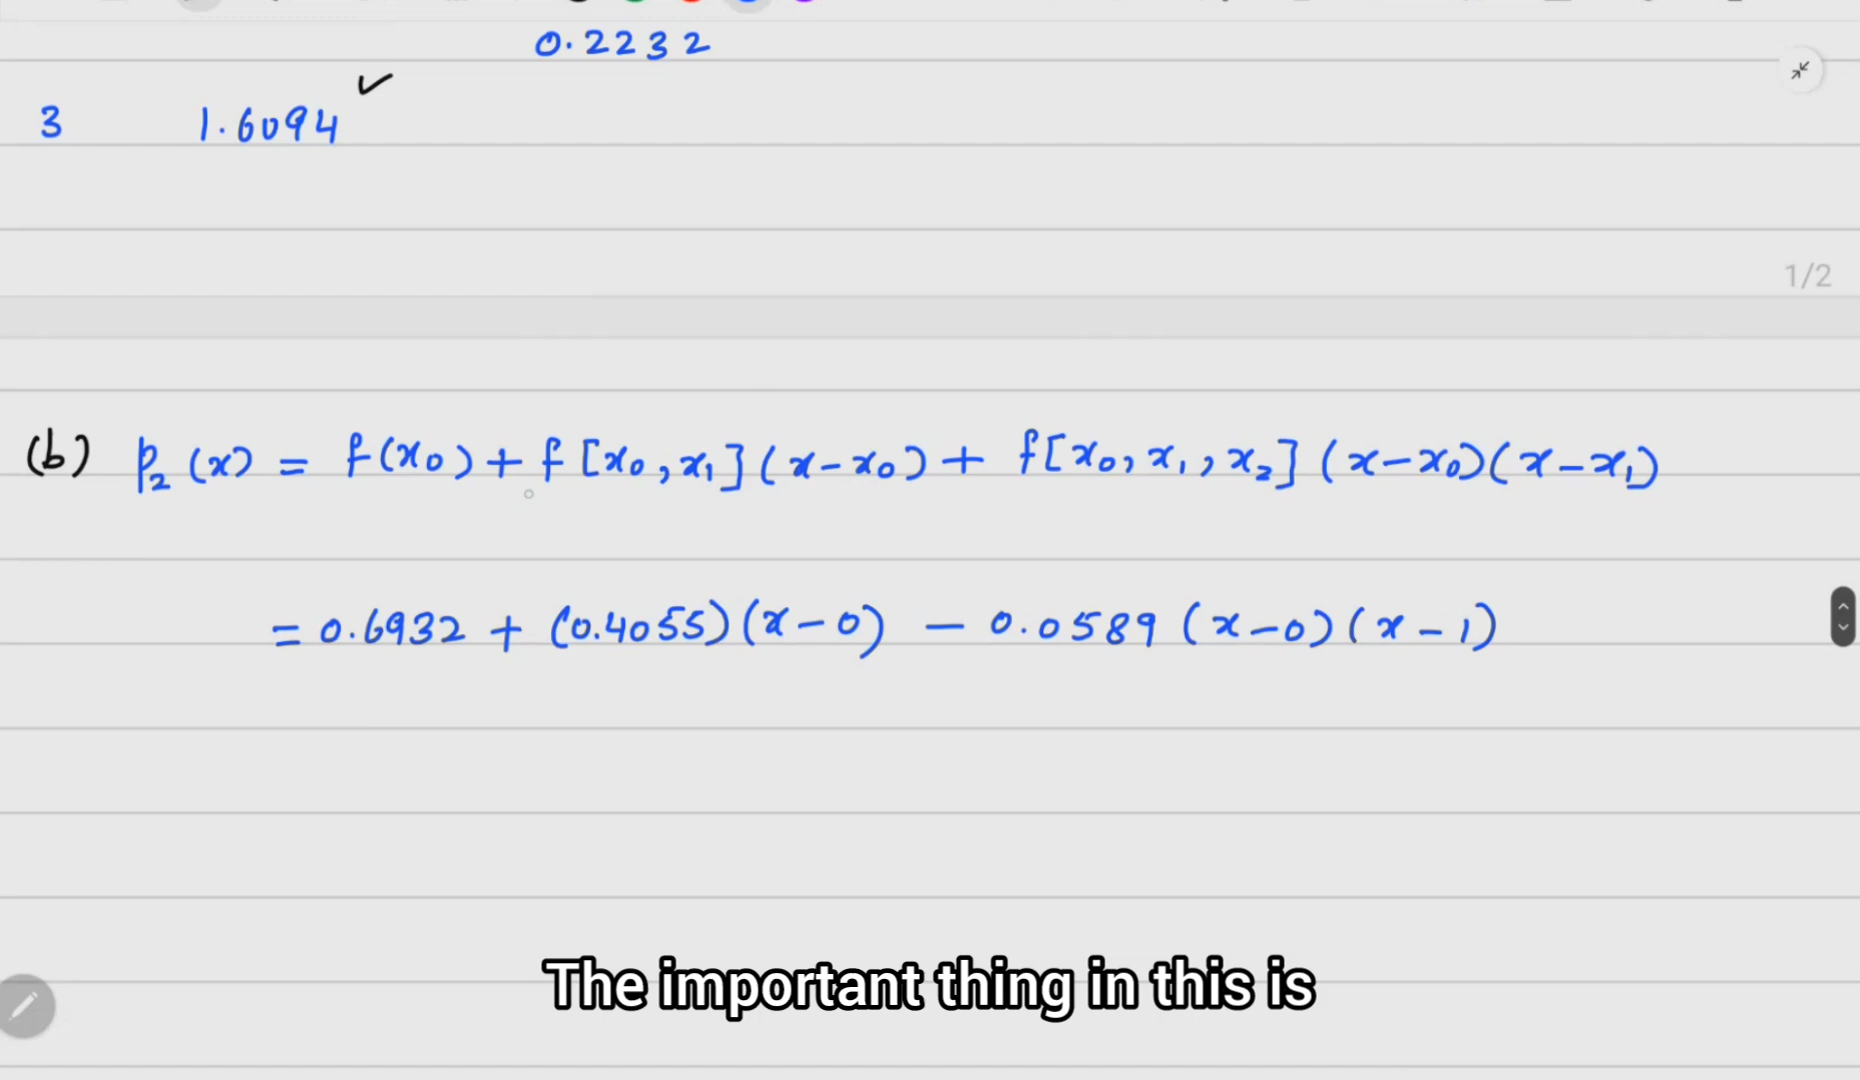 0.2232
3 1.6094 ✓
1/2
(b) p₂(x) = f(x₀) + f[x₀, x₁](x-x₀) + f[x₀, x₁, x₂](x-x₀)(x-x₁)
= 0.6932 + (0.4055)(x-0) - 0.0589 (x-0)(x-1)
The important thing in this is